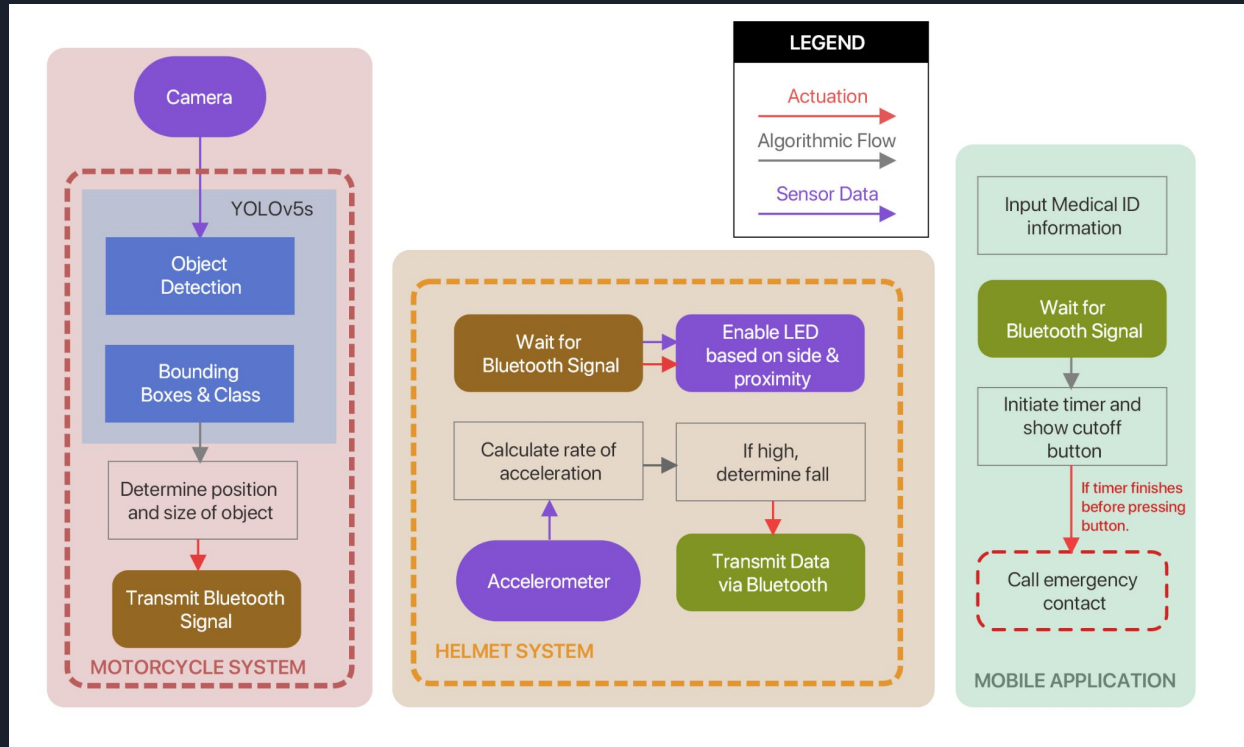 Camera
YOLOv5s
Object
Detection
Bounding
Boxes & Class
Determine position
and size of object
Transmit Bluetooth
Signal
MOTORCYCLE SYSTEM
LEGEND
Actuation
Algorithmic Flow
Sensor Data
Wait for
Bluetooth Signal
Enable LED
based on side &
proximity
Calculate rate of
acceleration
If high,
determine fall
Accelerometer
Transmit Data
via Bluetooth
HELMET SYSTEM
Input Medical ID
information
Wait for
Bluetooth Signal
Initiate timer and
show cutoff
button
If timer finishes
before pressing
button.
Call emergency
contact
MOBILE APPLICATION